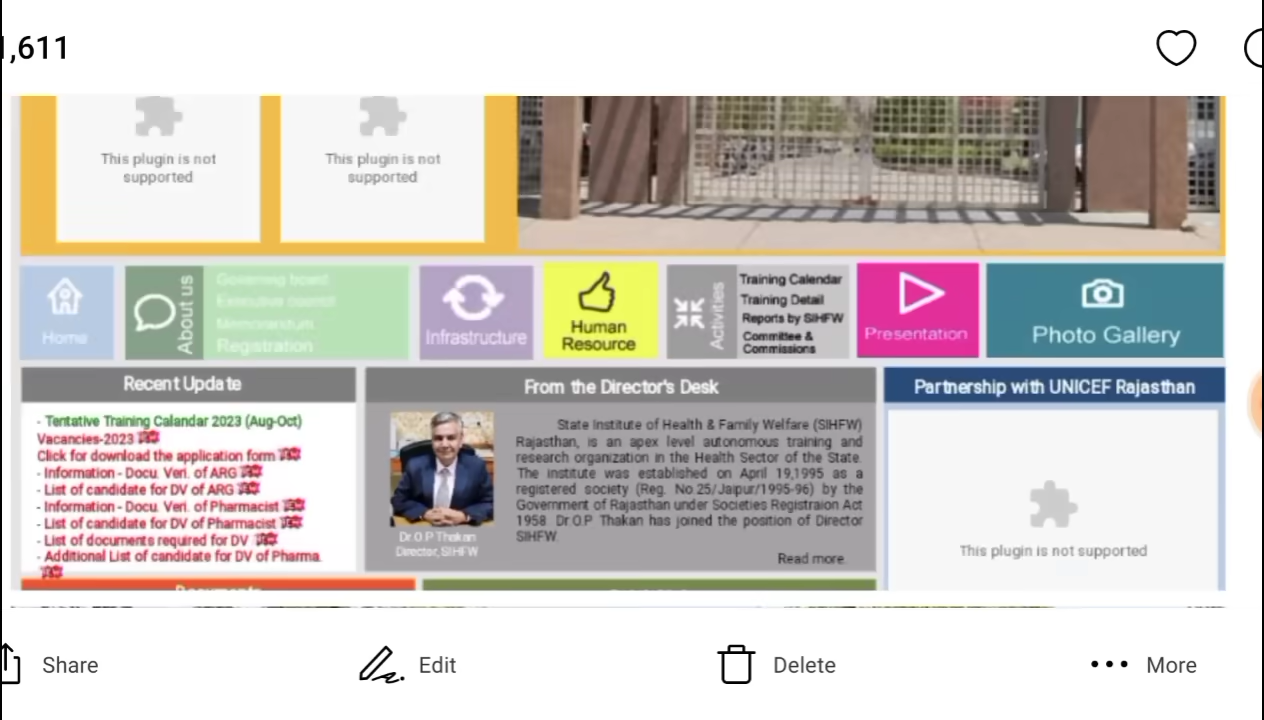 1,611
This plugin is not
supported
This plugin is not
supported
Home
About us
Governing board
Executive
Memorandum
Registration
Infrastructure
Human
Resource
Activities
Training Calendar
Training Detail
Reports by SIHFW
Committee &
Commissions
Presentation
Photo Gallery
Recent Update
- Tentative Training Calandar 2023 (Aug-Oct)
Vacancies-2023
Click for download the application form
- Information - Docu. Veri. of ARG
- List of candidate for DV of ARG
- Information - Docu. Veri. of Pharmacist
- List of candidate for DV of Pharmacist
- List of documents required for DV
- Additional List of candidate for DV of Pharma.
From the Director's Desk
Dr.O.P Thakan
Director, SIHFW
State Institute of Health & Family Welfare (SIHFW)
Rajasthan, is an apex level autonomous training and
research organization in the Health Sector of the State.
The institute was established on April 19,1995 as a
registered society (Reg. No.25/Jaipur/1995-96) by the
Government of Rajasthan under Societies Registraion Act
1958 Dr.O.P Thakan has joined the position of Director
SIHFW.
Read more..
Partnership with UNICEF Rajasthan
This plugin is not supported
Documents
Share
Edit
Delete
More